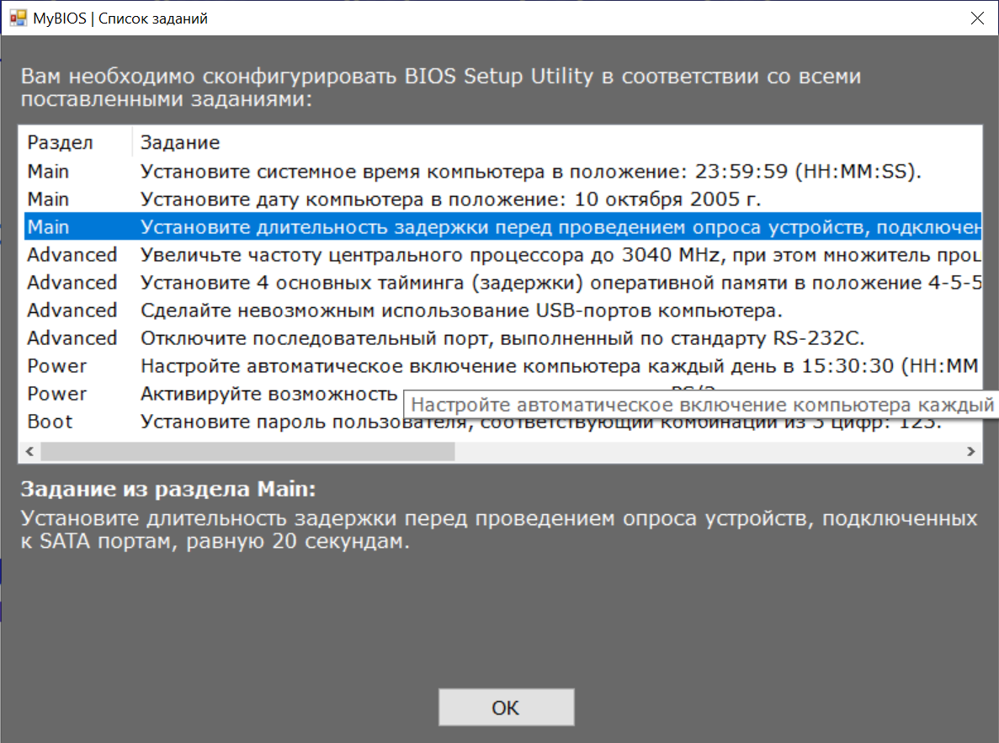 MyBIOS | Список заданий
Вам необходимо сконфигурировать BIOS Setup Utility в соответствии со всеми
поставленными заданиями:
Раздел Задание
Main Установите системное время компьютера в положение: 23:59:59 (HH:MM:SS).
Main Установите дату компьютера в положение: 10 октября 2005 г.
Main Установите длительность задержки перед проведением опроса устройств, подключен
Advanced Увеличьте частоту центрального процессора до 3040 MHz, при этом множитель проц
Advanced Установите 4 основных тайминга (задержки) оперативной памяти в положение 4-5-5
Advanced Сделайте невозможным использование USB-портов компьютера.
Advanced Отключите последовательный порт, выполненный по стандарту RS-232C.
Power Настройте автоматическое включение компьютера каждый день в 15:30:30 (HH:MM
Power Активируйте возможность
Настройте автоматическое включение компьютера каждый
Boot Установите пароль пользователя, соответствующий комбинации из 3 цифр: 123.
Задание из раздела Main:
Установите длительность задержки перед проведением опроса устройств, подключенных
к SATA портам, равную 20 секундам.
ОК